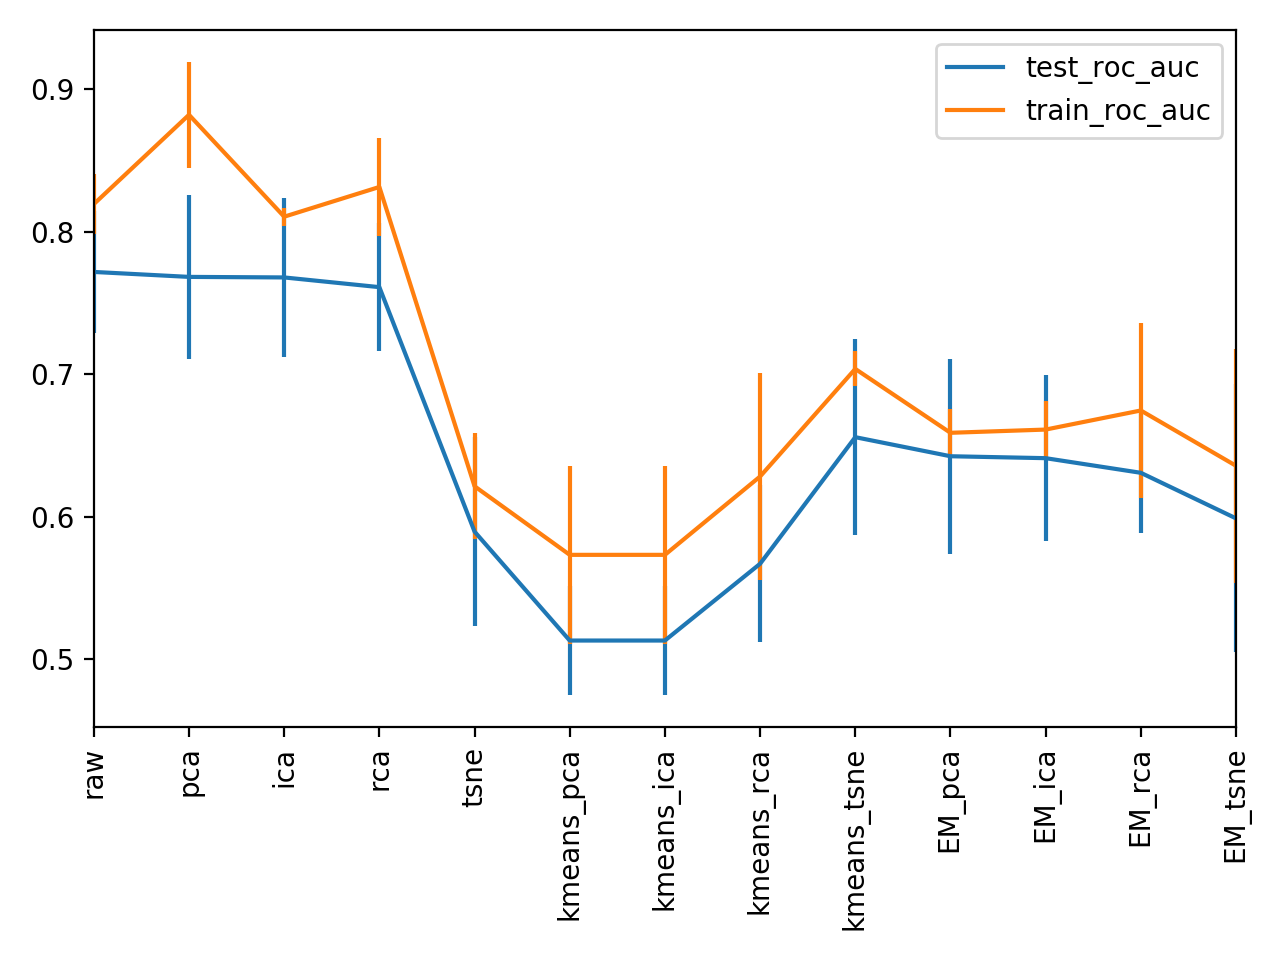 test_roc_auc
train_roc_auc
0.9
0.8
0.7
0.6
0.5
raw
pca
ica
rca
tsne
kmeans_pca
kmeans_ica
kmeans_rca
kmeans_tsne
EM_pca
EM_ica
EM_rca
EM_tsne